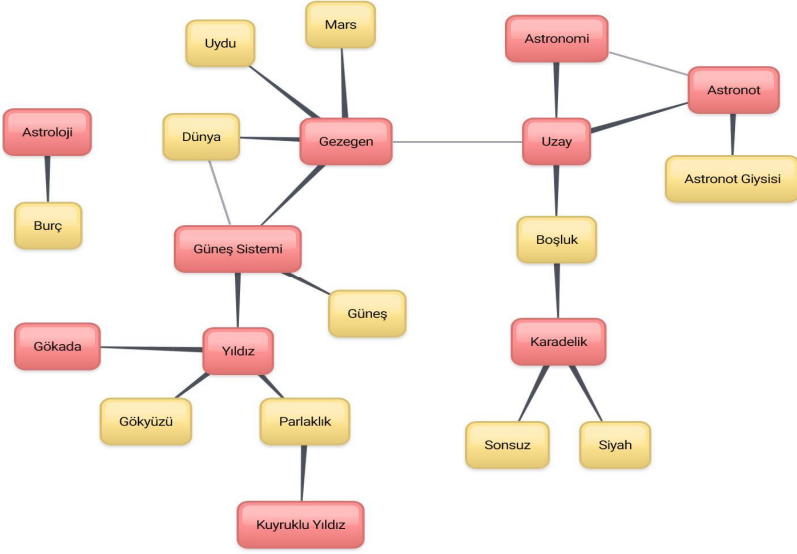 Mars
Uydu
Astronomi
Astronot
Astroloji
Dünya
Gezegen
Uzay
Astronot Giysisi
Burç
Güneş Sistemi
Boşluk
Güneş
Gökada
Yıldız
Karadelik
Gökyüzü
Parlaklık
Sonsuz
Siyah
Kuyruklu Yıldız